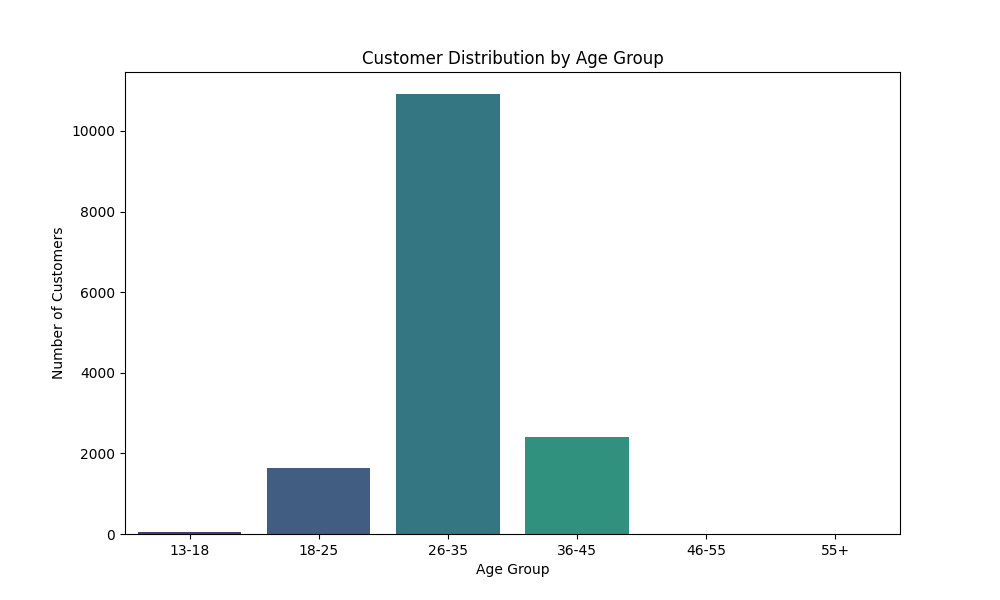 Customer Distribution by Age Group
Number of Customers
10000
8000
6000
4000
2000
0
13-18 18-25 26-35 36-45 46-55 55+
Age Group